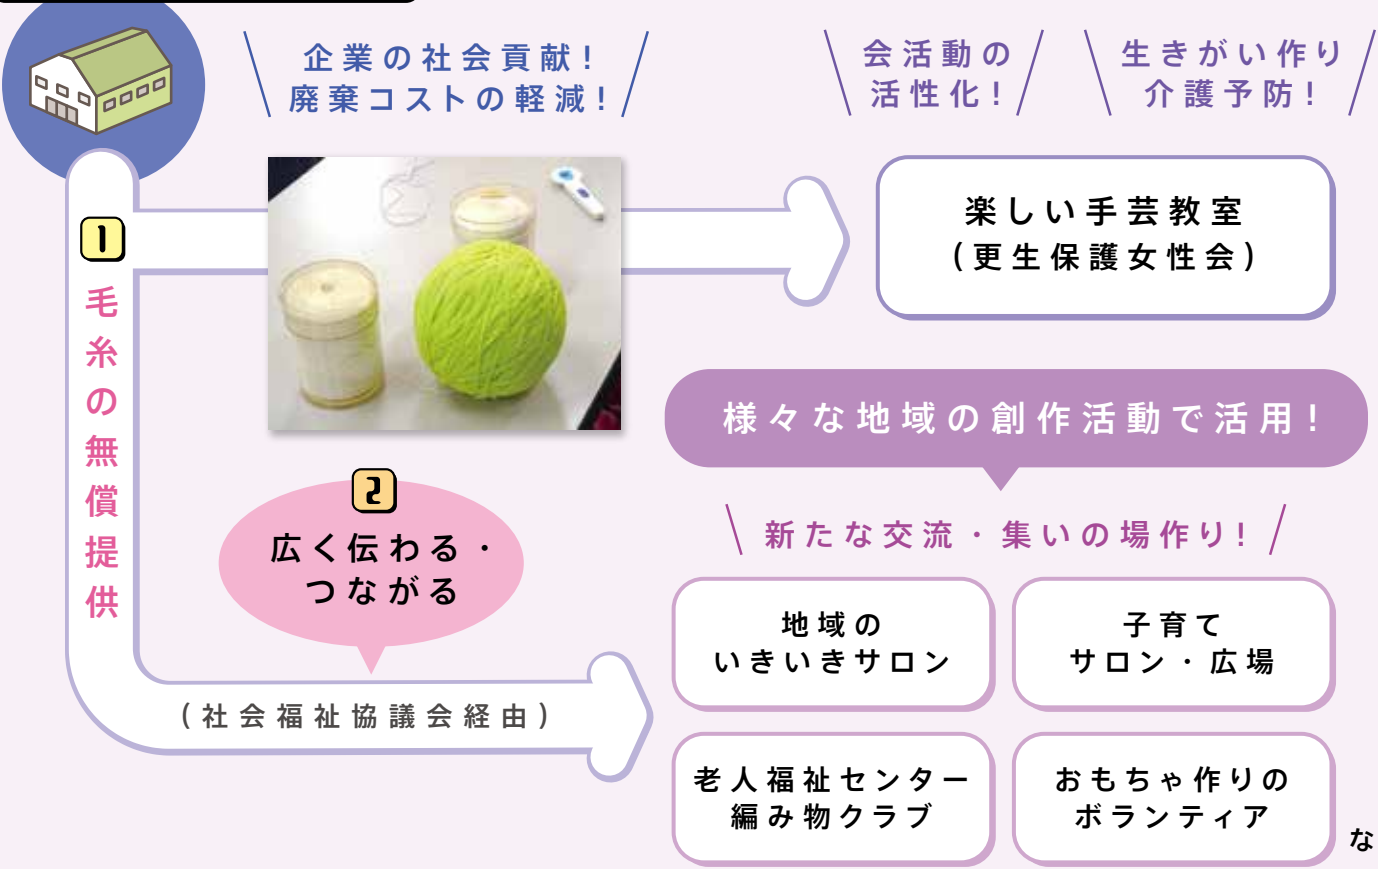 企業の社会貢献！
廃棄コストの軽減！
会活動の
活性化！
生きがい作り
介護予防！
1
毛糸の無償提供
楽しい手芸教室
（更生保護女性会）
様々な地域の創作活動で活用！
2
広く伝わる・
つながる
新たな交流・集いの場作り！
地域の
いきいきサロン
子育て
サロン・広場
（社会福祉協議会経由）
老人福祉センター
編み物クラブ
おもちゃ作りの
ボランティア
な